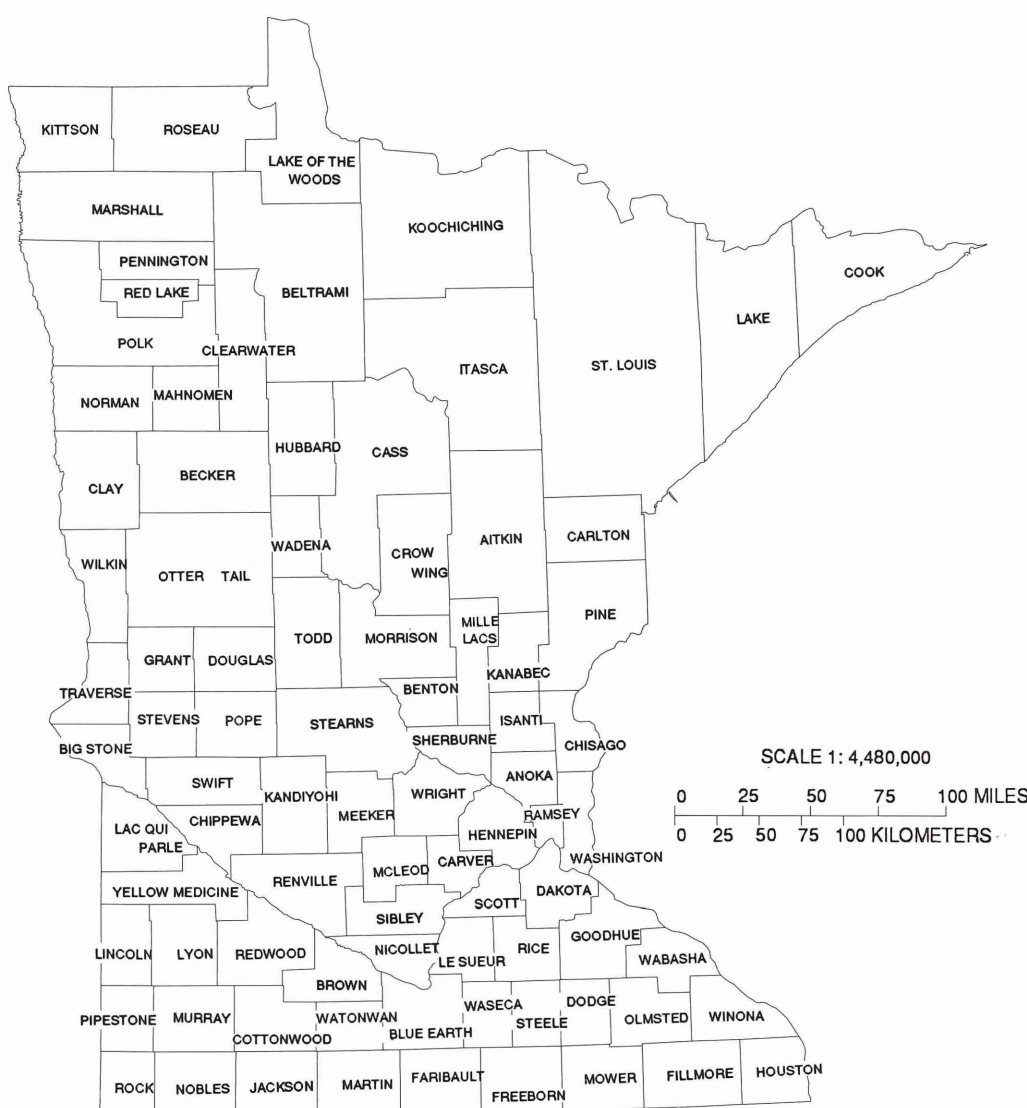 KITTSON
ROSEAU
LAKE OF THE
WOODS
MARSHALL
KOOCHICHING
PENNINGTON
RED LAKE
BELTRAMI
COOK
LAKE
POLK
CLEARWATER
ITASCA
ST. LOUIS
NORMAN
MAHNOMEN
HUBBARD
CASS
BECKER
CLAY
WADENA
CROW
WING
AITKIN
CARLTON
WILKIN
OTTER TAIL
PINE
MILLE
LACS
TODD
MORRISON
GRANT
DOUGLAS
KANABEC
TRAVERSE
BENTON
STEVENS
POPE
STEARNS
ISANTI
BIG STONE
SHERBURNE
CHISAGO
SCALE 1: 4,480,000
SWIFT
KANDIYOHI
ANOKA
WRIGHT
0 25 50 75 100 MILES
LAC QUI
PARLE
CHIPPEWA
MEEKER
RAMSEY
HENNEPIN
0 25 50 75 100 KILOMETERS
WASHINGTON
RENVILLE
MCLEOD
CARVER
YELLOW MEDICINE
DAKOTA
SCOTT
SIBLEY
GOODHUE
LINCOLN
LYON
REDWOOD
NICOLLET
LE SUEUR
RICE
WABASHA
BROWN
WASECA
DODGE
PIPESTONE
MURRAY
WATONWAN
COTTONWOOD
BLUE EARTH
STEELE
OLMSTED
WINONA
ROCK
NOBLES
JACKSON
MARTIN
FARIBAULT
FREEBORN
MOWER
FILLMORE
HOUSTON